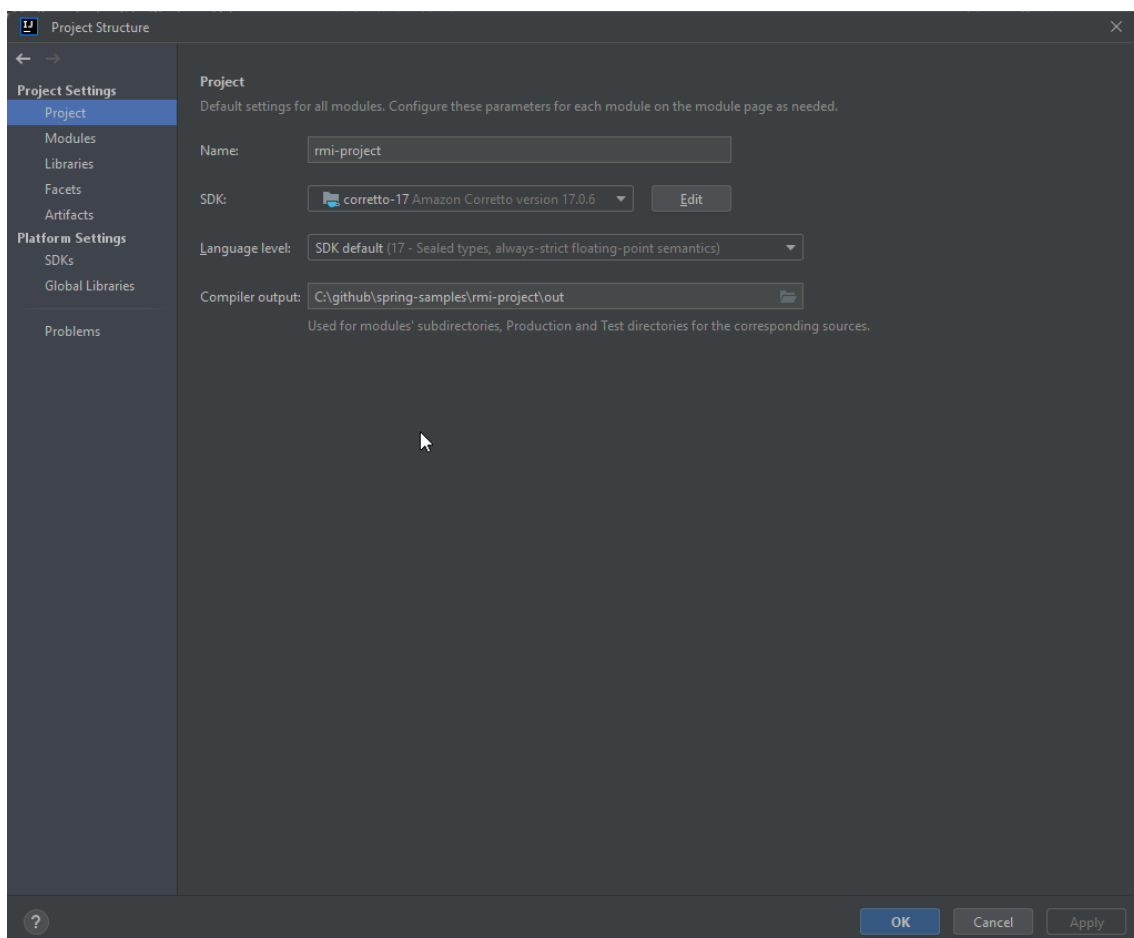 IJ Project Structure
Project Settings
Project
Modules
Libraries
Facets
Artifacts
Platform Settings
SDKs
Global Libraries
Problems
Project
Default settings for all modules. Configure these parameters for each module on the module page as needed.
Name: rmi-project
SDK: corretto-17 Amazon Corretto version 17.0.6 Edit
Language level: SDK default (17 - Sealed types, always-strict floating-point semantics)
Compiler output: C:\github\spring-samples\rmi-project\out
Used for modules' subdirectories, Production and Test directories for the corresponding sources.
? OK Cancel Apply